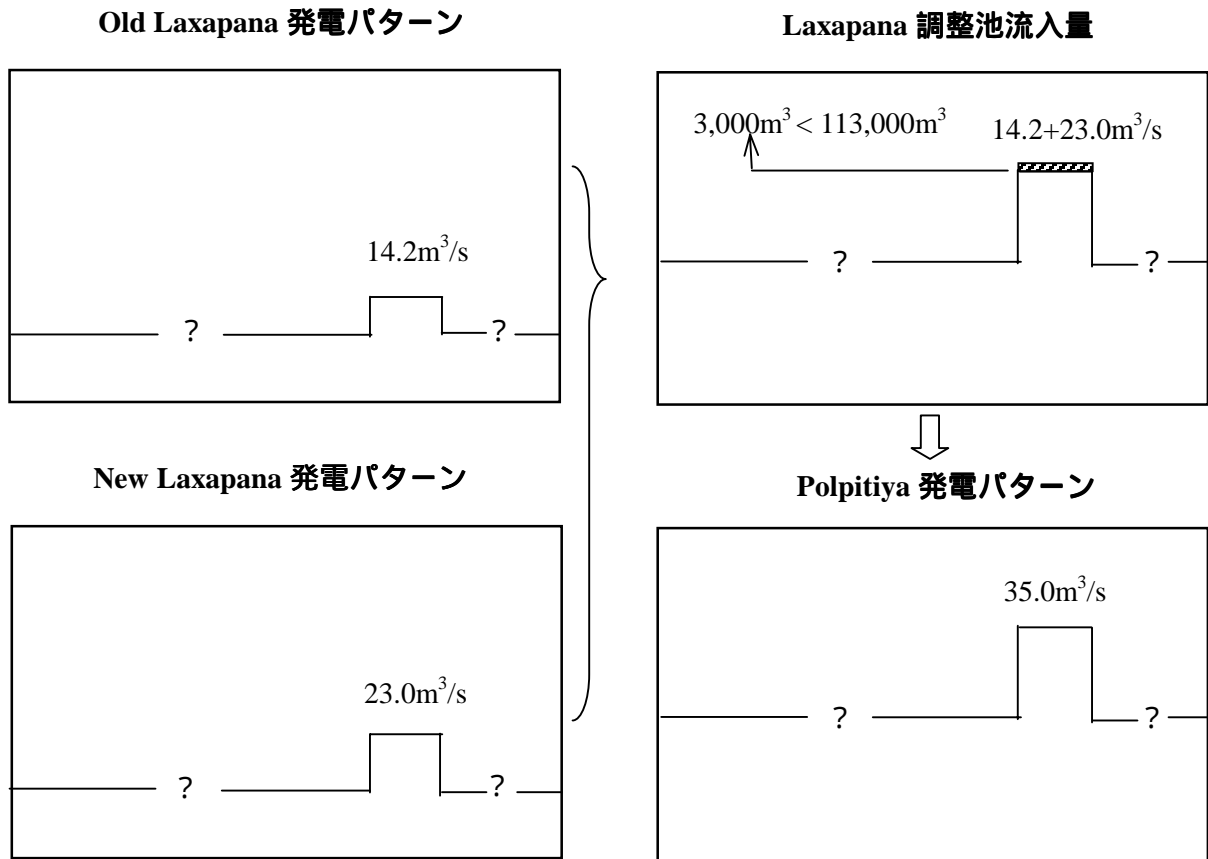 Old Laxapana 発電パターン
14.2m³/s
? ?
New Laxapana 発電パターン
23.0m³/s
? ?
Laxapana 調整池流入量
3,000m³ < 113,000m³ 14.2+23.0m³/s
? ?
Polpitiya 発電パターン
35.0m³/s
? ?